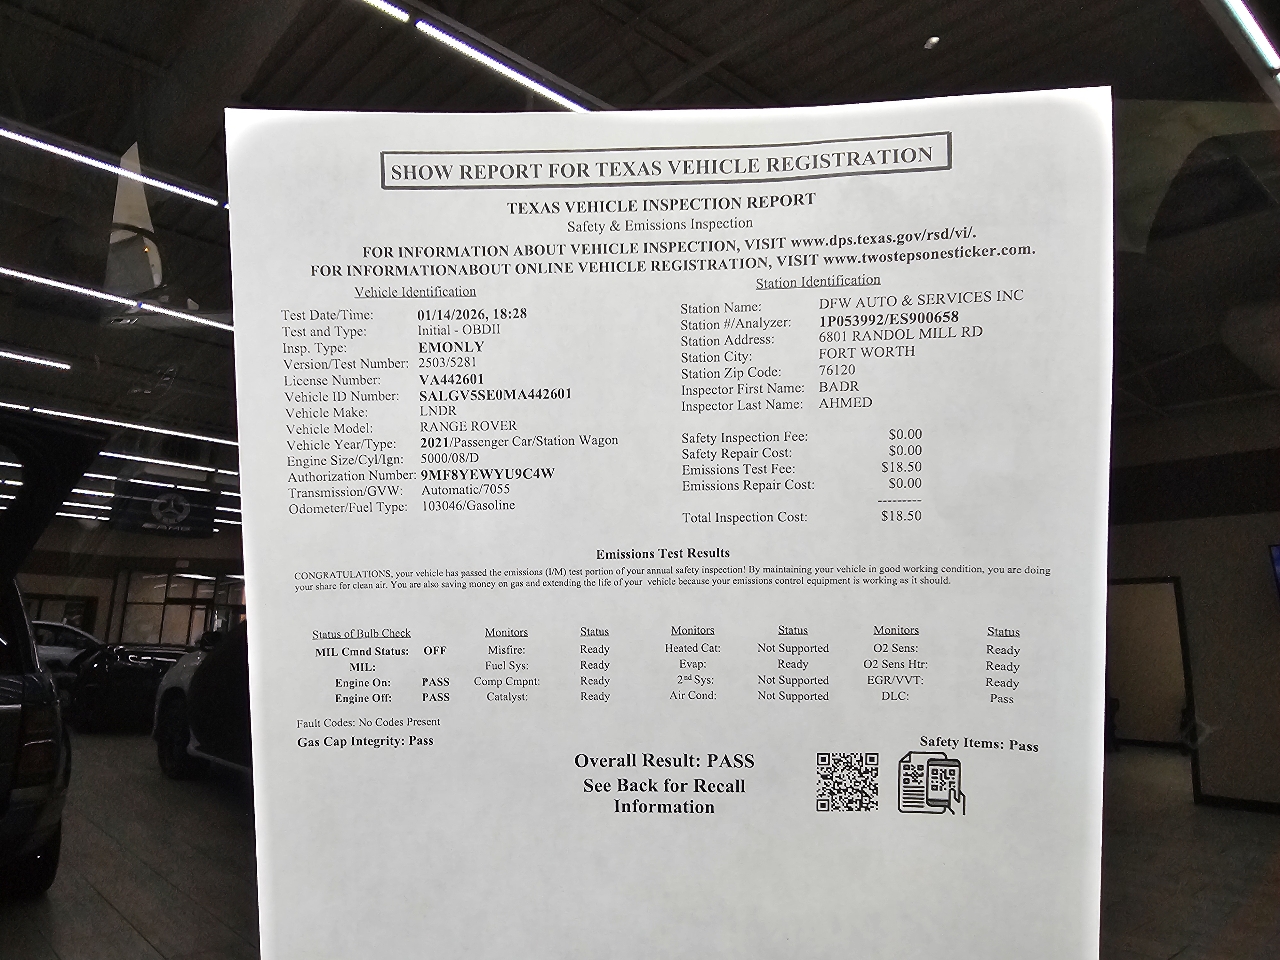 SHOW REPORT FOR TEXAS VEHICLE REGISTRATION
TEXAS VEHICLE INSPECTION REPORT
Safety & Emissions Inspection
FOR INFORMATION ABOUT VEHICLE INSPECTION, VISIT www.dps.texas.gov/rsd/vi/.
FOR INFORMATIONABOUT ONLINE VEHICLE REGISTRATION, VISIT www.twostepsonesticker.com.
Vehicle Identification
Test Date/Time: 01/14/2026, 18:28
Test and Type: Initial - OBDII
Insp. Type: EMONLY
Version/Test Number: 2503/5281
License Number: VA442601
Vehicle ID Number: SALGV5SE0MA442601
Vehicle Make: LNDR
Vehicle Model: RANGE ROVER
Vehicle Year/Type: 2021/Passenger Car/Station Wagon
Engine Size/Cyl/Ign: 5000/08/D
Authorization Number: 9MF8YEWYU9C4W
Transmission/GVW: Automatic/7055
Odometer/Fuel Type: 103046/Gasoline
Station Identification
Station Name: DFW AUTO & SERVICES INC
Station #/Analyzer: 1P053992/ES900658
Station Address: 6801 RANDOL MILL RD
Station City: FORT WORTH
Station Zip Code: 76120
Inspector First Name: BADR
Inspector Last Name: AHMED
Safety Inspection Fee: $0.00
Safety Repair Cost: $0.00
Emissions Test Fee: $18.50
Emissions Repair Cost: $0.00
---------
Total Inspection Cost: $18.50
Emissions Test Results
CONGRATULATIONS, your vehicle has passed the emissions (I/M) test portion of your annual safety inspection! By maintaining your vehicle in good working condition, you are doing
your share for clean air. You are also saving money on gas and extending the life of your vehicle because your emissions control equipment is working as it should.
Status of Bulb Check Monitors Status Monitors Status Monitors Status
MIL Cmnd Status: OFF Misfire: Ready Heated Cat: Not Supported O2 Sens: Ready
MIL: Fuel Sys: Ready Evap: Ready O2 Sens Htr: Ready
Engine On: PASS Comp Cmpnt: Ready 2nd Sys: Not Supported EGR/VVT: Ready
Engine Off: PASS Catalyst: Ready Air Cond: Not Supported DLC: Pass
Fault Codes: No Codes Present
Gas Cap Integrity: Pass
Safety Items: Pass
Overall Result: PASS
See Back for Recall
Information